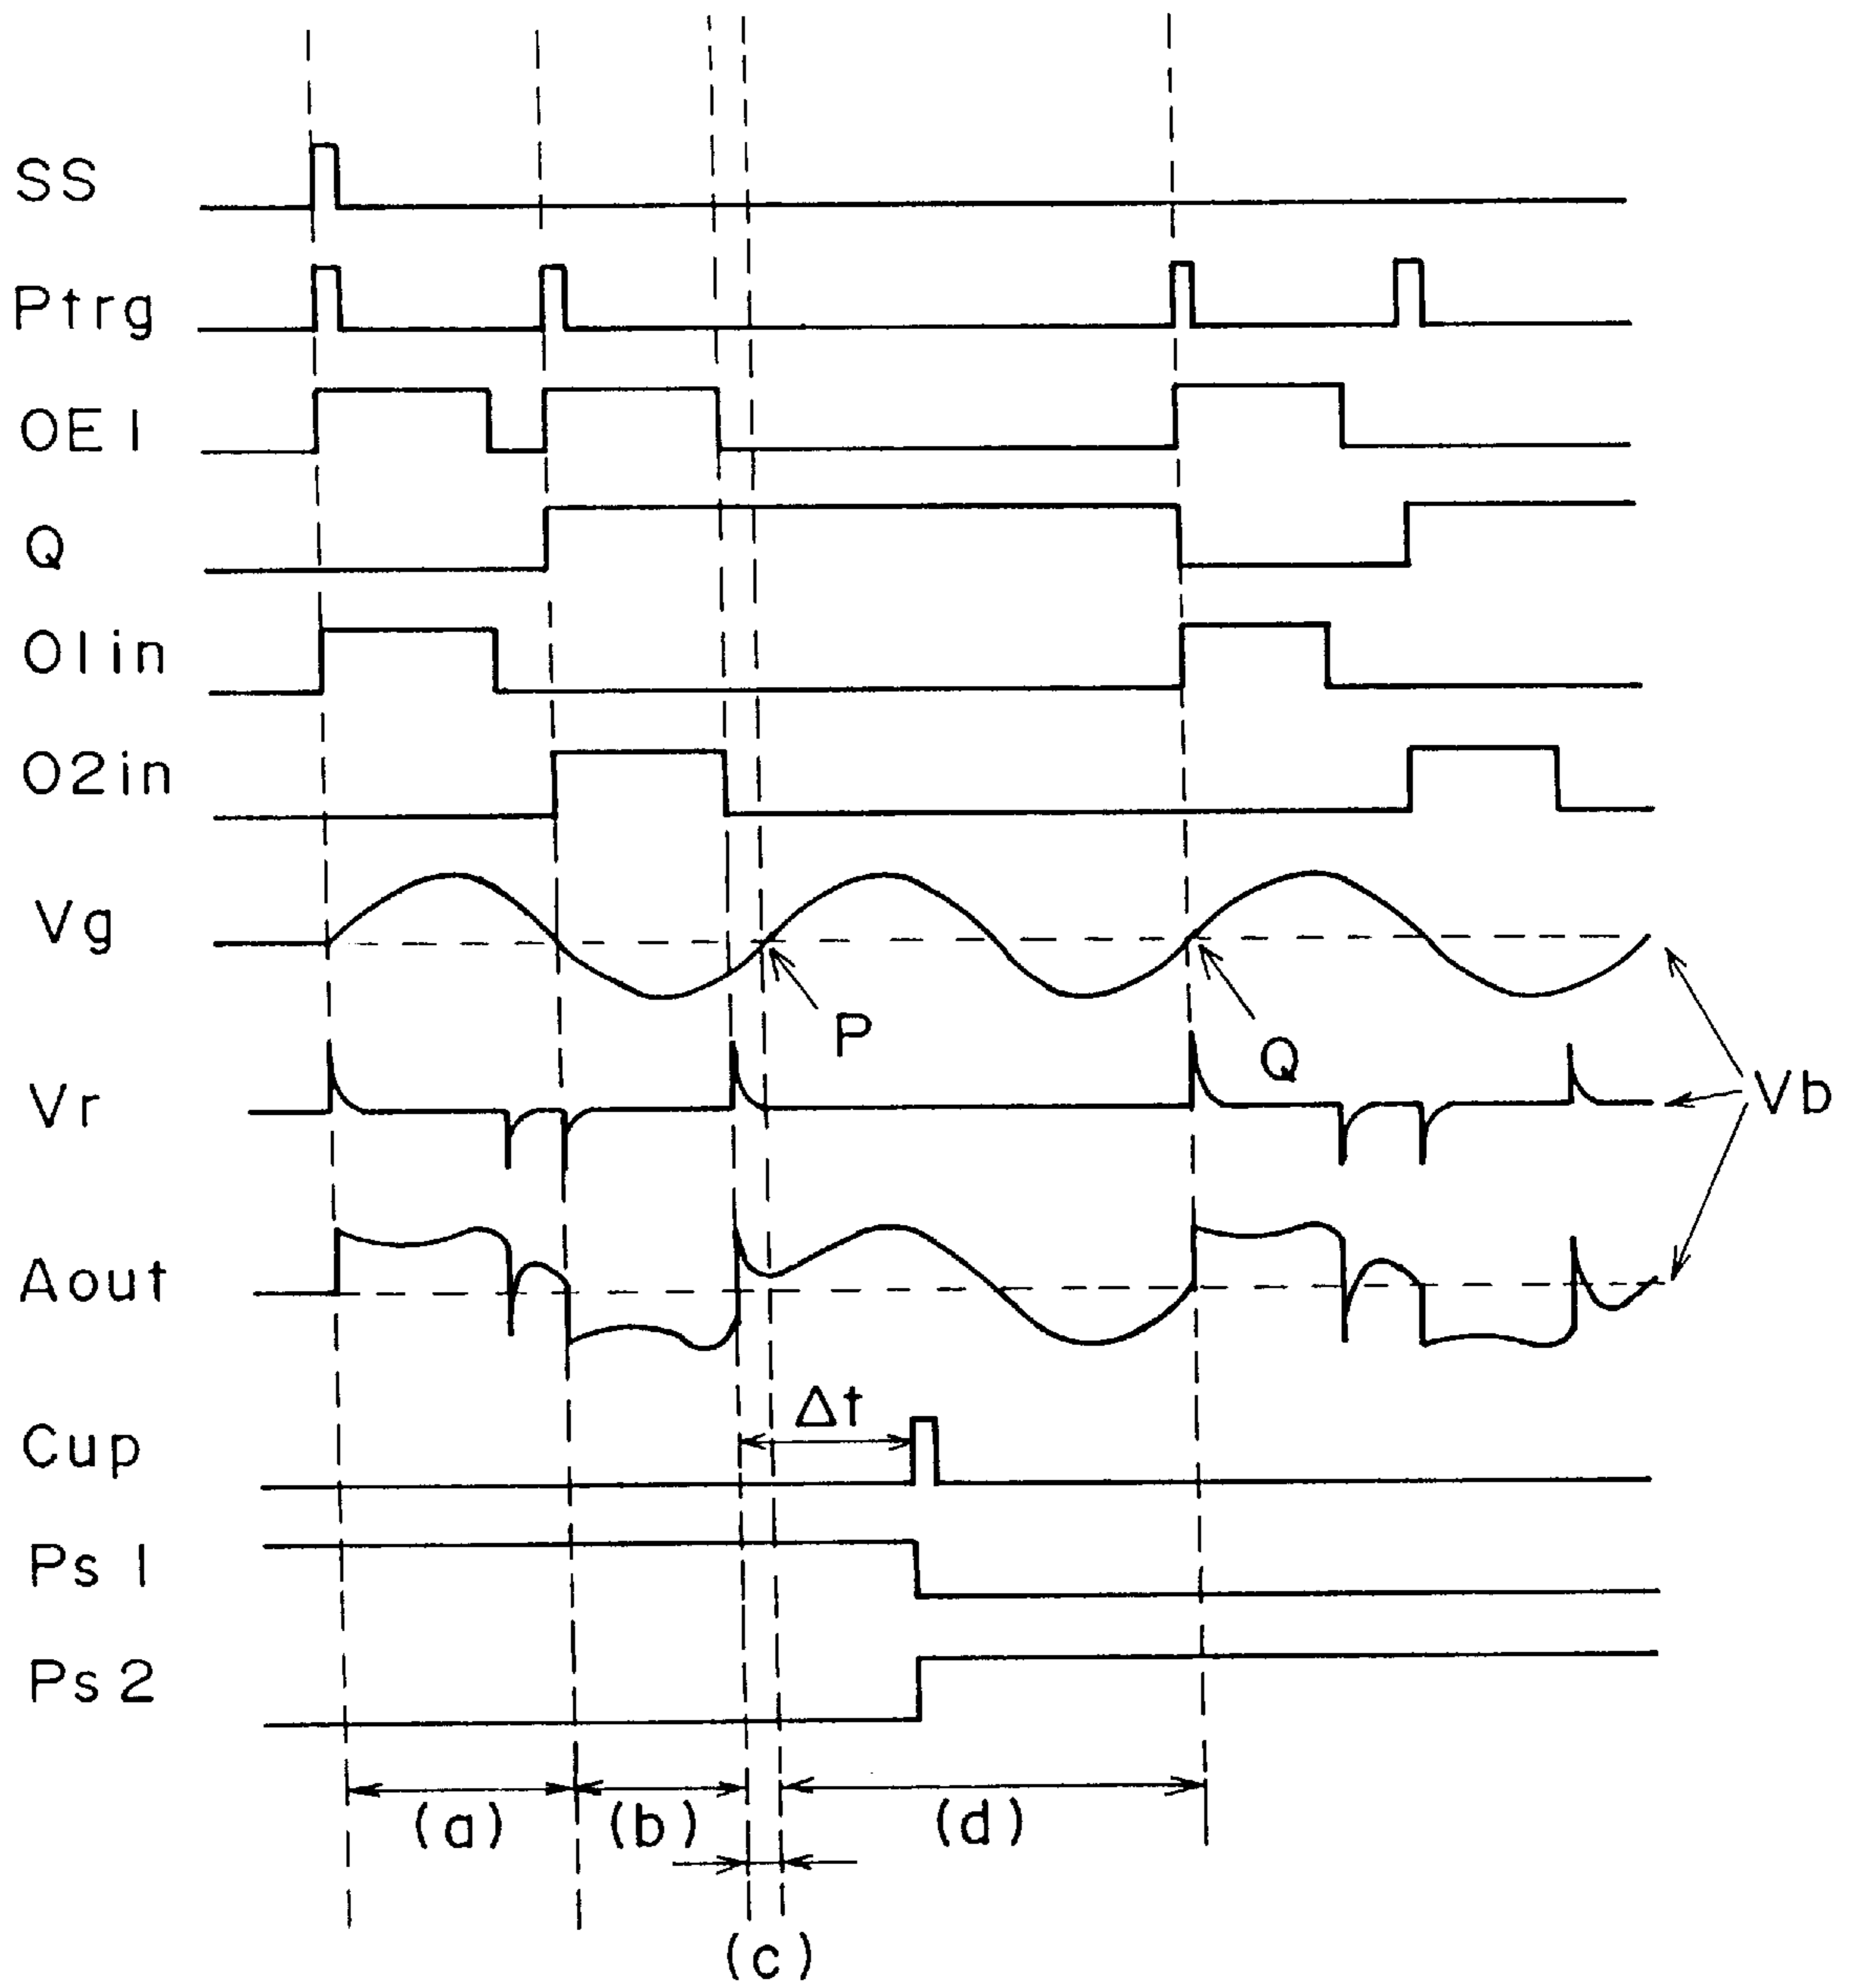 SS
Ptrg
OE1
Q
O1in
O2in
Vg
P
Q
Vr
Vb
Aout
Δt
Cup
Ps1
Ps2
(a) (b) (d)
(c)